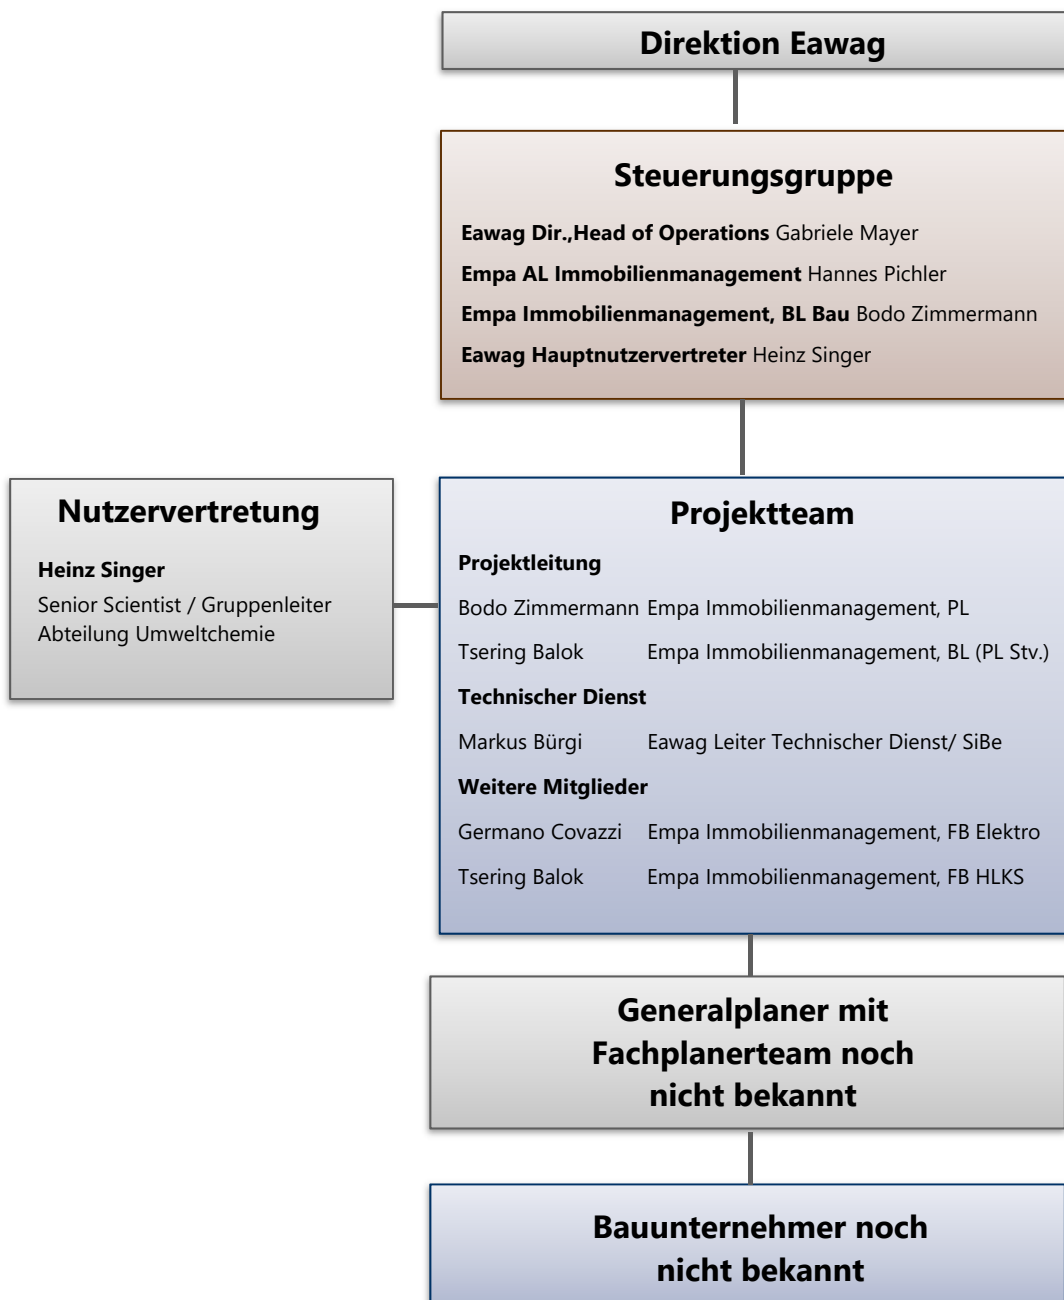 Direktion Eawag
Steuerungsgruppe
Eawag Dir.,Head of Operations Gabriele Mayer
Empa AL Immobilienmanagement Hannes Pichler
Empa Immobilienmanagement, BL Bau Bodo Zimmermann
Eawag Hauptnutzervertreter Heinz Singer
Nutzervertretung
Heinz Singer
Senior Scientist / Gruppenleiter
Abteilung Umweltchemie
Projektteam
Projektleitung
Bodo Zimmermann Empa Immobilienmanagement, PL
Tsering Balok Empa Immobilienmanagement, BL (PL Stv.)
Technischer Dienst
Markus Bürgi Eawag Leiter Technischer Dienst/ SiBe
Weitere Mitglieder
Germano Covazzi Empa Immobilienmanagement, FB Elektro
Tsering Balok Empa Immobilienmanagement, FB HLKS
Generalplaner mit
Fachplanerteam noch
nicht bekannt
Bauunternehmer noch
nicht bekannt